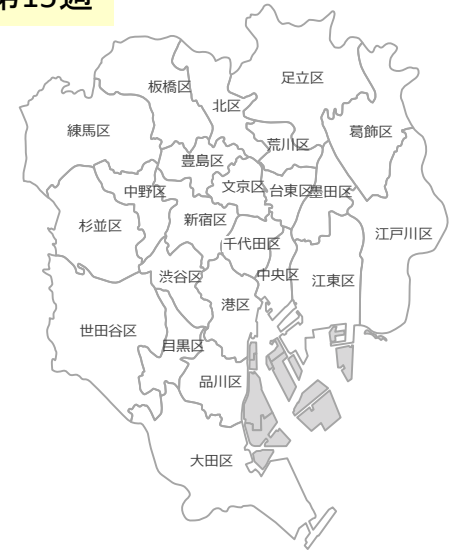 第15週
足立区
板橋区
北区
練馬区
荒川区
葛飾区
豊島区
中野区
文京区
台東区
墨田区
杉並区
新宿区
千代田区
江戸川区
渋谷区
中央区
江東区
港区
世田谷区
目黒区
品川区
大田区